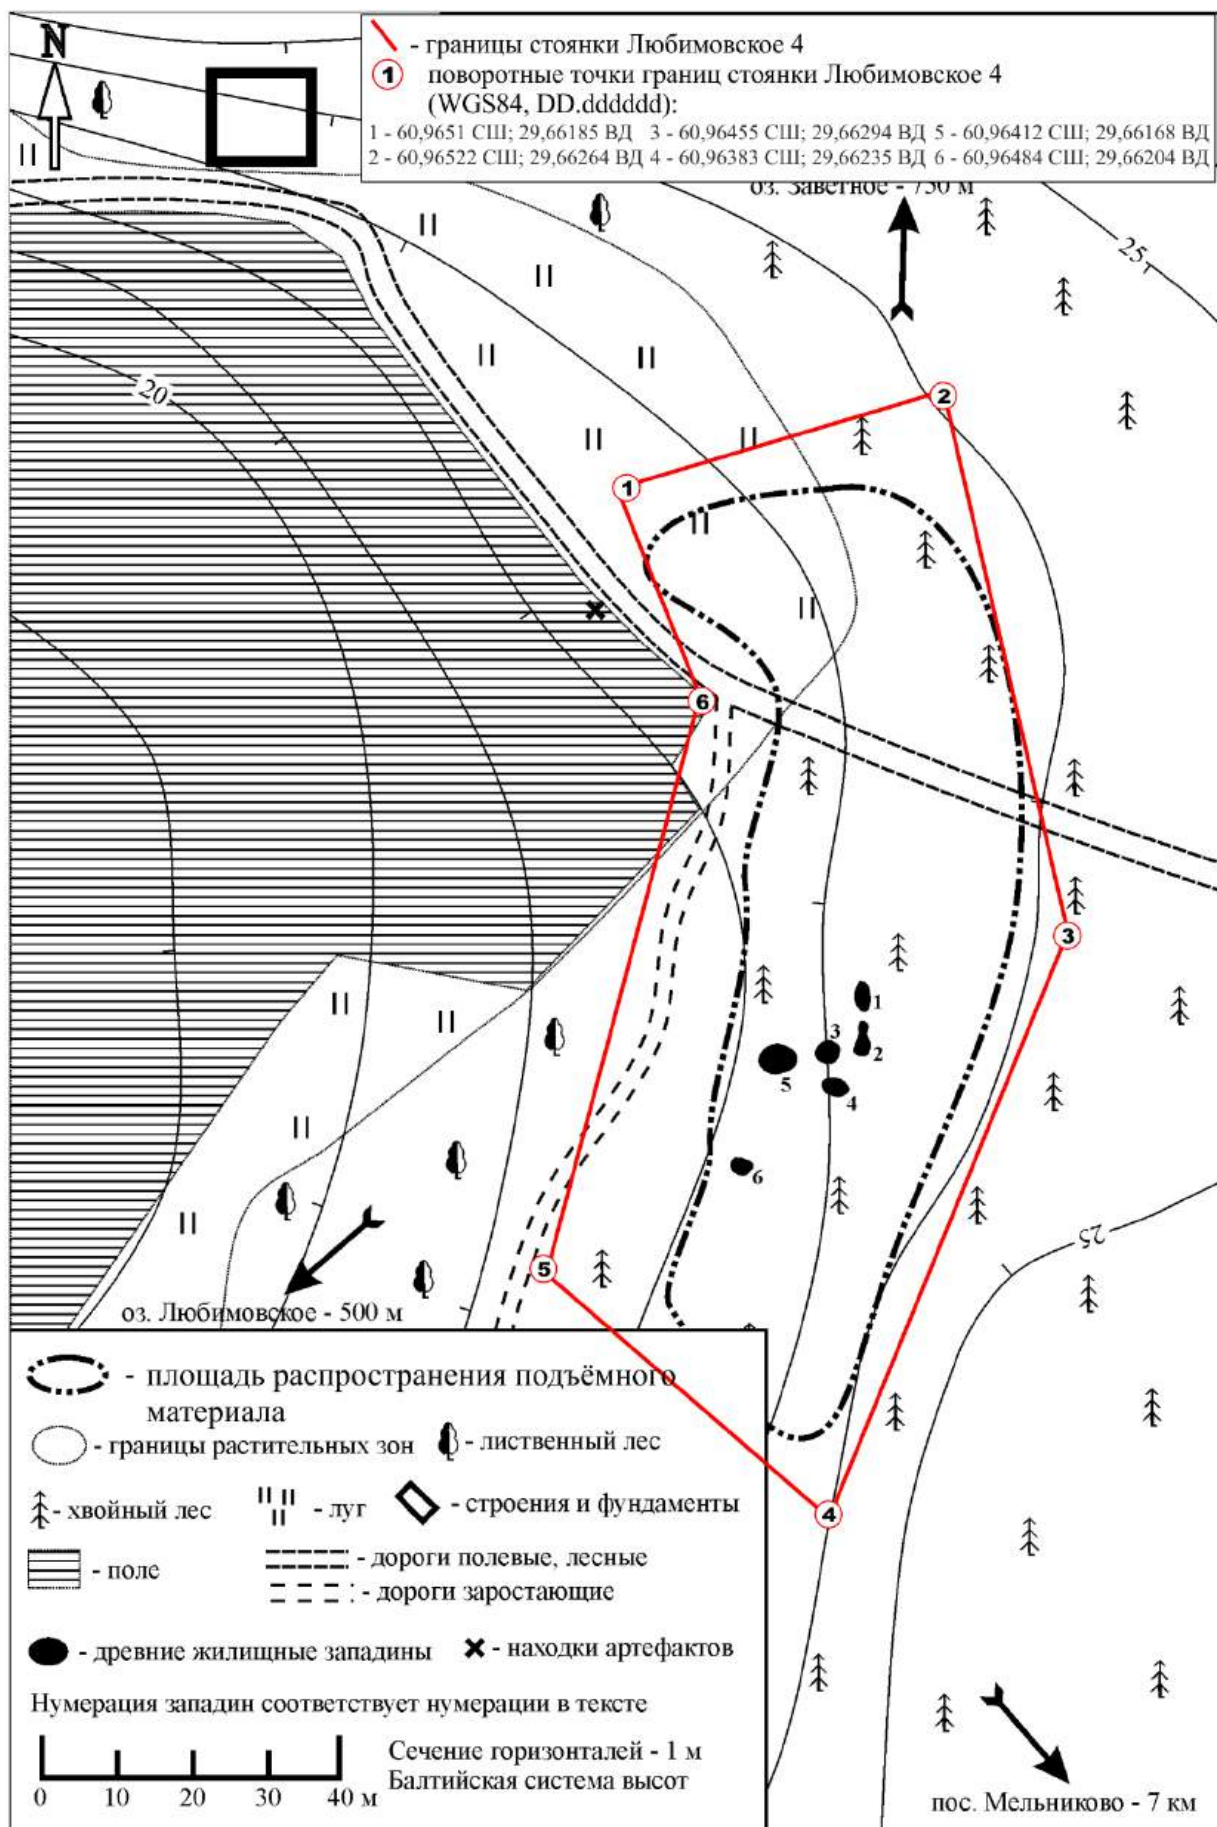 N
- границы стоянки Любимовское 4
1 поворотные точки границ стоянки Любимовское 4
(WGS84, DD.dddddd):
1 - 60,9651 СШ; 29,66185 ВД 3 - 60,96455 СШ; 29,66294 ВД 5 - 60,96412 СШ; 29,66168 ВД
2 - 60,96522 СШ; 29,66264 ВД 4 - 60,96383 СШ; 29,66235 ВД 6 - 60,96484 СШ; 29,66204 ВД
оз. Заветное - 750 м
25
20
2
1
6
3
1
3
2
5
4
6
25
5
оз. Любимовское - 500 м
4
- площадь распространения подъёмного
материала
- границы растительных зон
- лиственный лес
- хвойный лес
- луг
- строения и фундаменты
- поле
- дороги полевые, лесные
- дороги заростающие
- древние жилищные западины
- находки артефактов
Нумерация западин соответствует нумерации в тексте
0 10 20 30 40 м
Сечение горизонталей - 1 м
Балтийская система высот
пос. Мельниково - 7 км